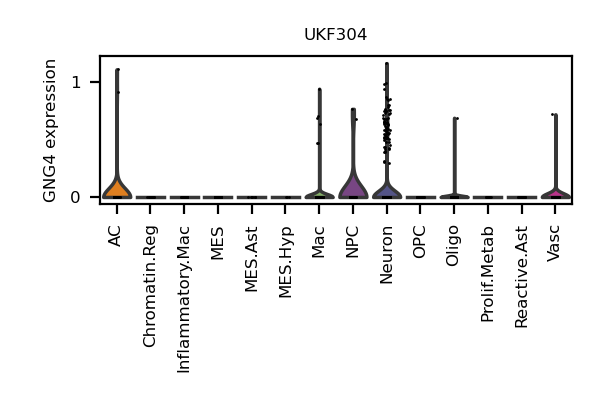 UKF304
GNG4 expression
1
0
AC
Chromatin.Reg
Inflammatory.Mac
MES
MES.Ast
MES.Hyp
Mac
NPC
Neuron
OPC
Oligo
Prolif.Metab
Reactive.Ast
Vasc